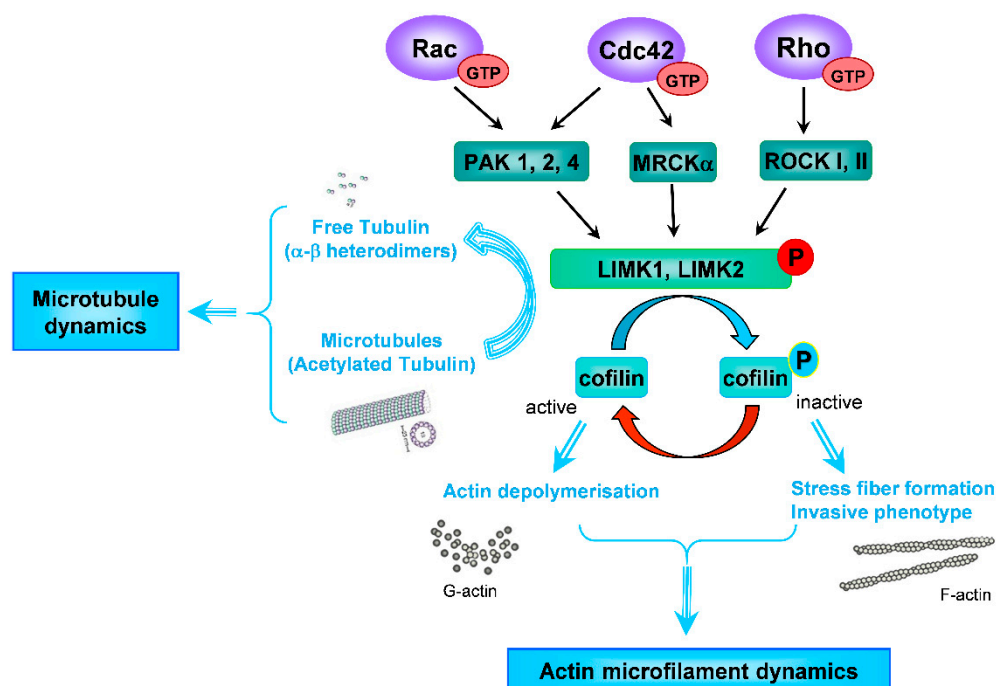 Rac
GTP
Cdc42
GTP
Rho
GTP
PAK 1, 2, 4
MRCKα
ROCK I, II
Free Tubulin
(α-β heterodimers)
LIMK1, LIMK2
P
Microtubule
dynamics
Microtubules
(Acetylated Tubulin)
cofilin
cofilin
P
active
inactive
Actin depolymerisation
Stress fiber formation
Invasive phenotype
G-actin
F-actin
Actin microfilament dynamics